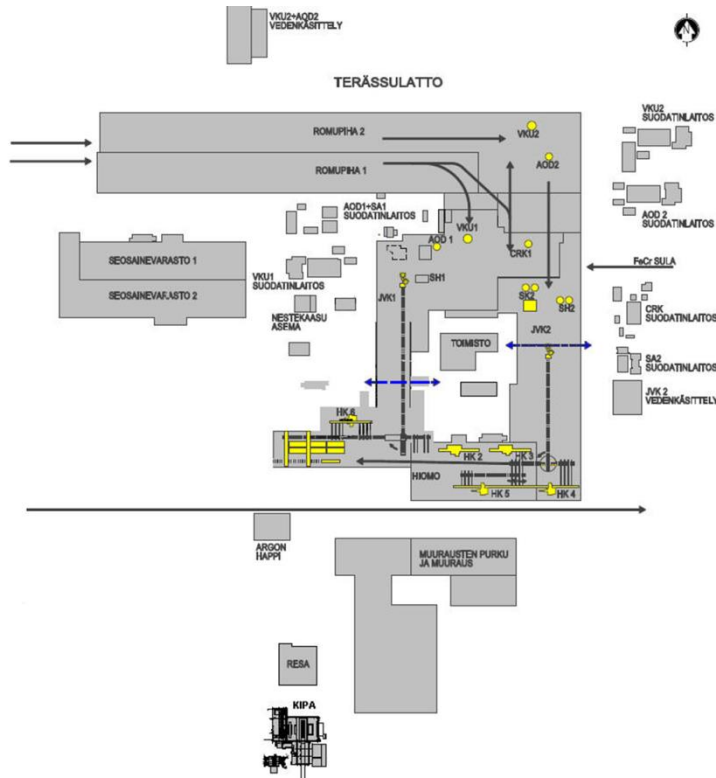 VKU2+AOD2
VEDENKÄSITTELY
N
TERÄSSULATTO
ROMUPIHA 2
VKU2
VKU2
SUODATINLAITOS
AOD2
ROMUPIHA 1
AOD1+SA1
SUODATINLAITOS
AOD 2
SUODATINLAITOS
VKU1
AOD 1
CRK1
SEOSAINEVARASTO 1
FeCr SULA
VKU1
SUODATINLAITOS
SH1
SEOSAINEVARASTO 2
JVK1
SK2
SH2
NESTEKAASU
ASEMA
CRK
SUODATINLAITOS
JVK2
TOIMISTO
SA2
SUODATINLAITOS
JVK 2
VEDENKÄSITTELY
HK 6
HK 2
HK 3
HIOMO
HK 5
HK 4
ARGON
HAPPI
MUURAUSTEN PURKU
JA MUURAUS
RESA
KIPA